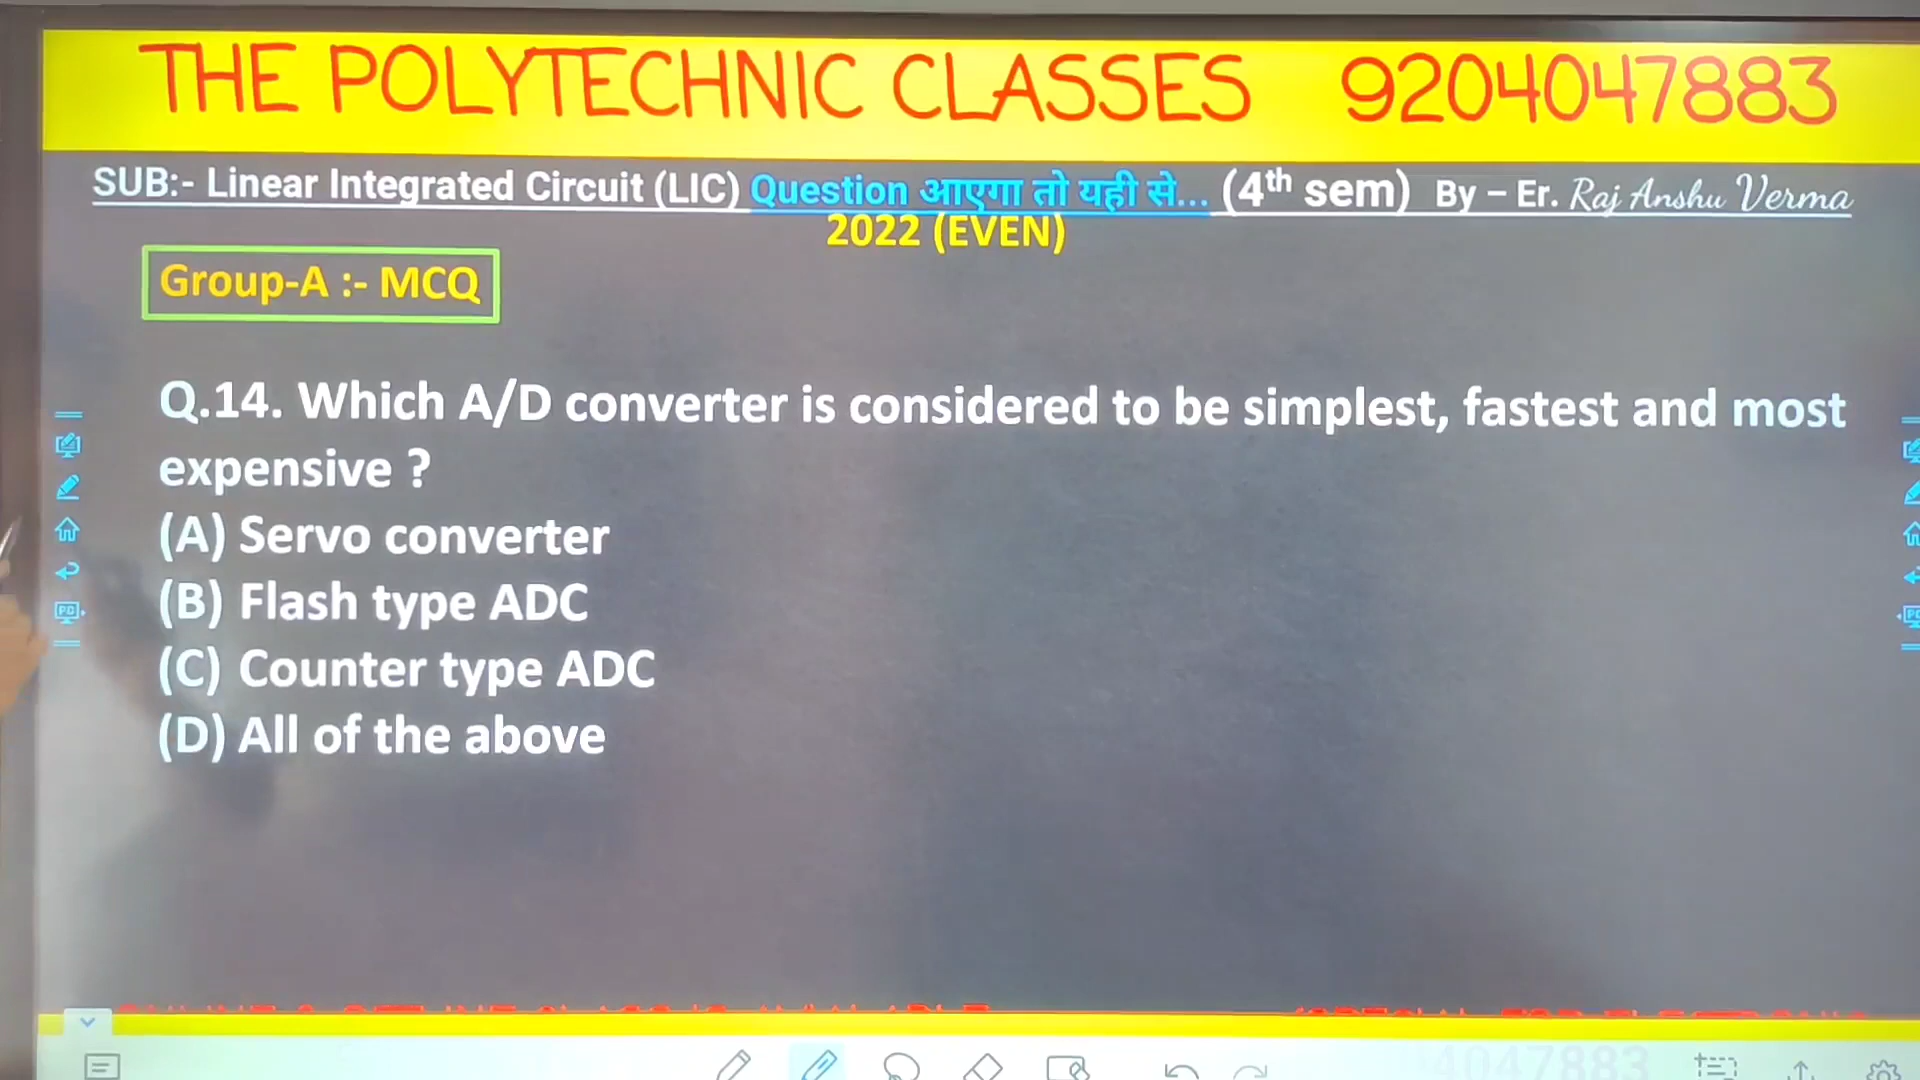 THE POLYTECHNIC CLASSES 9204047883
SUB:- Linear Integrated Circuit (LIC) Question आएगा तो यही से... (4th sem) By – Er. Raj Anshu Verma
2022 (EVEN)
Group-A :- MCQ
Q.14. Which A/D converter is considered to be simplest, fastest and most
expensive ?
(A) Servo converter
(B) Flash type ADC
(C) Counter type ADC
(D) All of the above